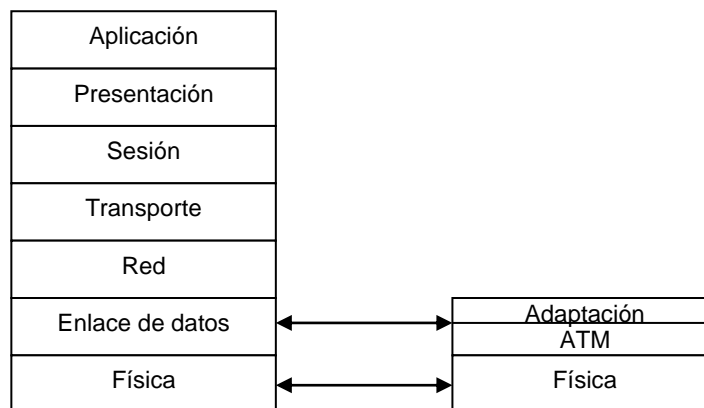 Aplicación
Presentación
Sesión
Transporte
Red
Enlace de datos
Adaptación
ATM
Física
Física